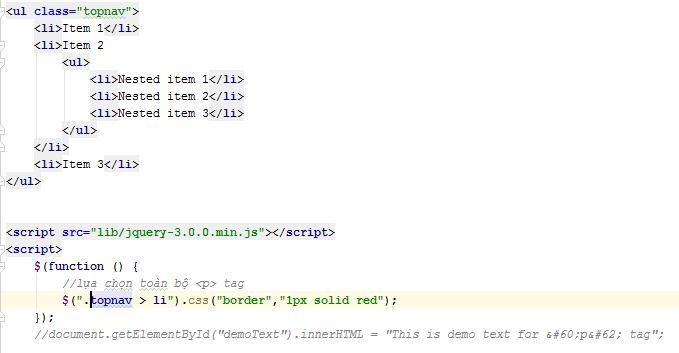 <ul class="topnav">
<li>Item 1</li>
<li>Item 2
<ul>
<li>Nested item 1</li>
<li>Nested item 2</li>
<li>Nested item 3</li>
</ul>
</li>
<li>Item 3</li>
</ul>
<script src="lib/jquery-3.0.0.min.js"></script>
<script>
$(function () {
//lựa chọn toàn bộ <p> tag
$(".topnav > li").css("border","1px solid red");
});
//document.getElementById("demoText").innerHTML = "This is demo text for &#60;p&#62; tag";